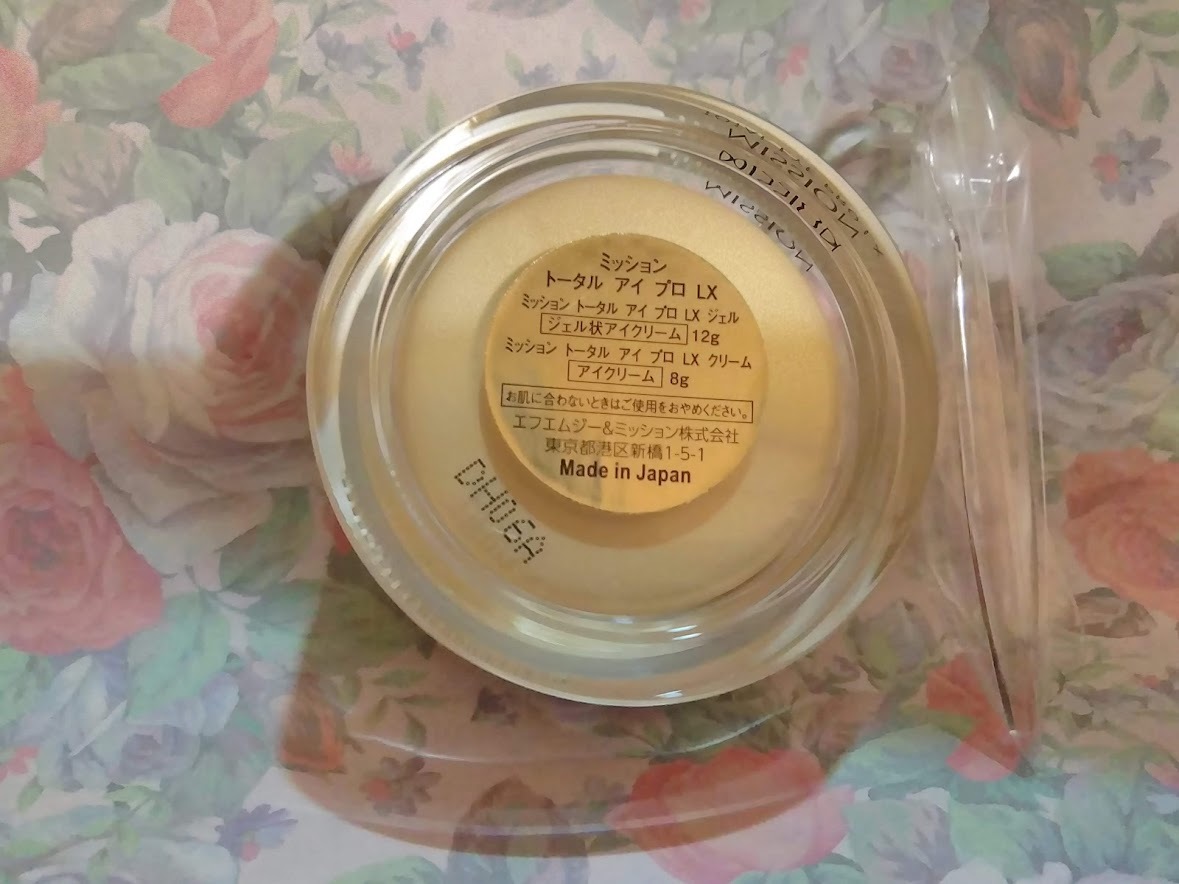 ミッション
トータル アイ プロ LX
ミッション トータル アイ プロ LX ジェル
ジェル状アイクリーム 12g
ミッション トータル アイ プロ LX クリーム
アイクリーム 8g
お肌に合わないときはご使用をおやめください。
エフエムジー&ミッション株式会社
東京都港区新橋1-5-1
Made in Japan
MISSION
MISSION